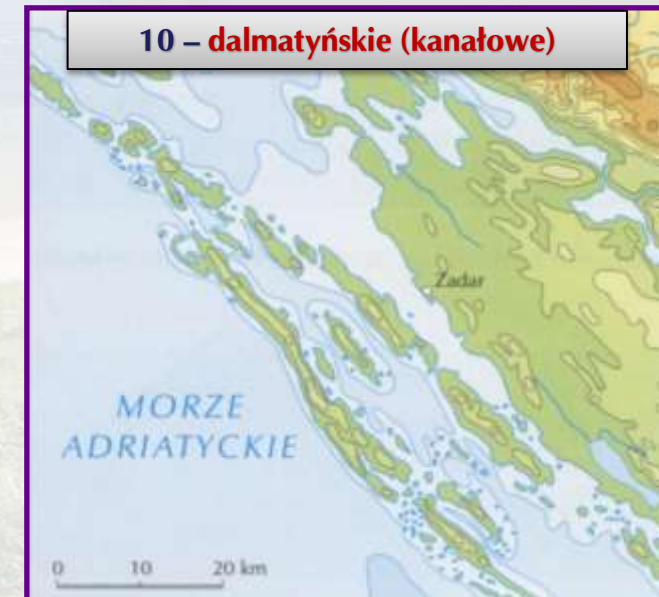 10 – dalmatyńskie (kanałowe)
Zadar
MORZE
ADRIATYCKIE
0 10 20 km